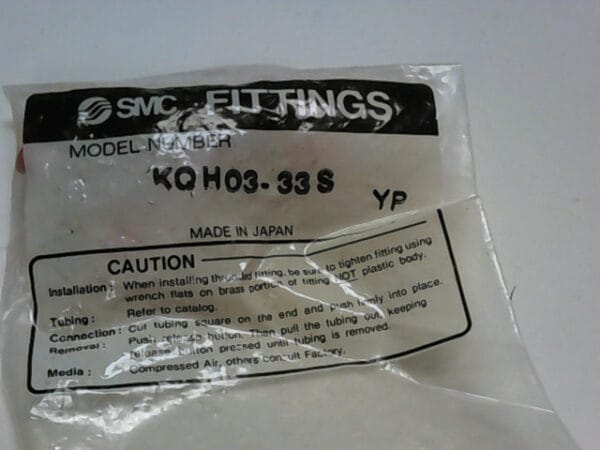 SMC FITTINGS
MODEL NUMBER
KQH03-33S
YP
MADE IN JAPAN
CAUTION
Installation: When installing threaded fitting, be sure to tighten fitting using
wrench flats on brass portion of fitting NOT plastic body.
Tubing: Refer to catalog.
Connection: Cut tubing square on the end and push firmly into place.
Removal: Push release button. Then pull the tubing out, keeping
release button pressed until tubing is removed.
Media: Compressed Air, others consult Factory.